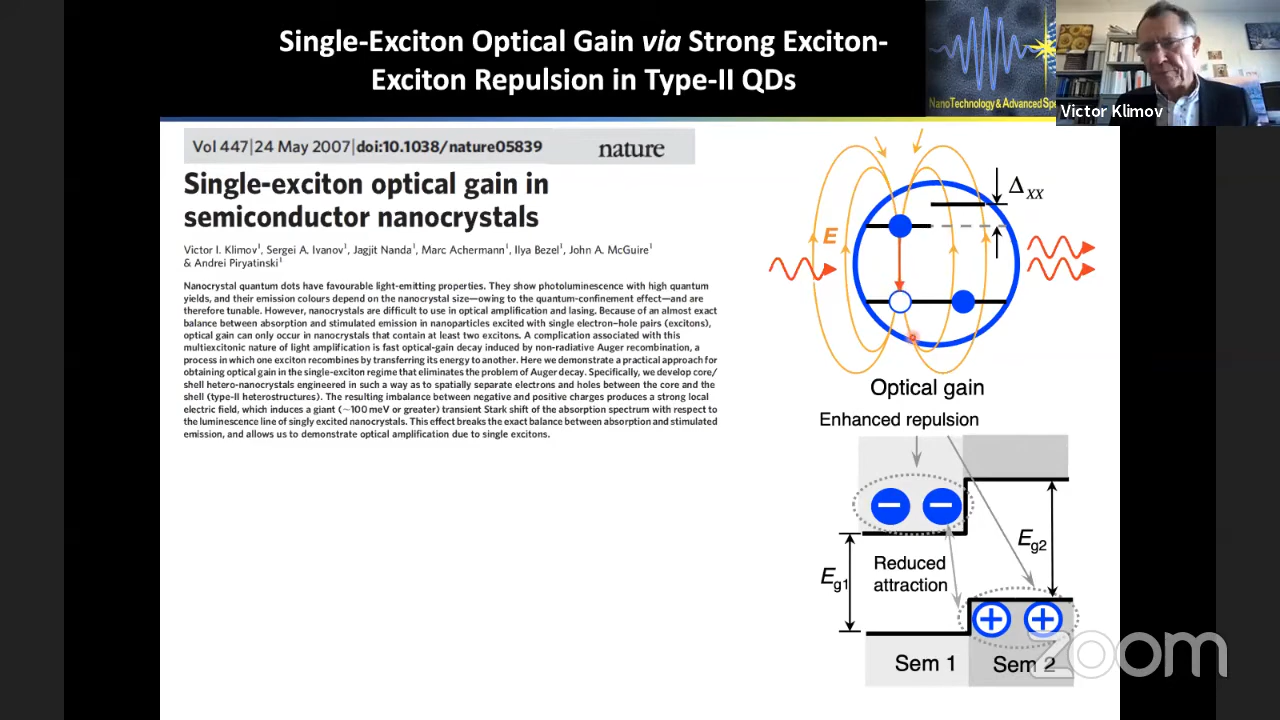 Single-Exciton Optical Gain via Strong Exciton-
Exciton Repulsion in Type-II QDs
NanoTechnology & Advanced Spe
Victor Klimov
Vol 447|24 May 2007|doi:10.1038/nature05839
nature
Single-exciton optical gain in
semiconductor nanocrystals
Victor I. Klimov¹, Sergei A. Ivanov¹, Jagjit Nanda¹, Marc Achermann¹, Ilya Bezel¹, John A. McGuire¹
& Andrei Piryatinski¹
Nanocrystal quantum dots have favourable light-emitting properties. They show photoluminescence with high quantum
yields, and their emission colours depend on the nanocrystal size—owing to the quantum-confinement effect—and are
therefore tunable. However, nanocrystals are difficult to use in optical amplification and lasing. Because of an almost exact
balance between absorption and stimulated emission in nanoparticles excited with single electron–hole pairs (excitons),
optical gain can only occur in nanocrystals that contain at least two excitons. A complication associated with this
multiexcitonic nature of light amplification is fast optical-gain decay induced by non-radiative Auger recombination, a
process in which one exciton recombines by transferring its energy to another. Here we demonstrate a practical approach for
obtaining optical gain in the single-exciton regime that eliminates the problem of Auger decay. Specifically, we develop core/
shell hetero-nanocrystals engineered in such a way as to spatially separate electrons and holes between the core and the
shell (type-II heterostructures). The resulting imbalance between negative and positive charges produces a strong local
electric field, which induces a giant (~100 meV or greater) transient Stark shift of the absorption spectrum with respect to
the luminescence line of singly excited nanocrystals. This effect breaks the exact balance between absorption and stimulated
emission, and allows us to demonstrate optical amplification due to single excitons.
E
Δxx
Optical gain
Enhanced repulsion
− −
Eg1
Reduced
attraction
Eg2
+ +
Sem 1
Sem 2
zoom